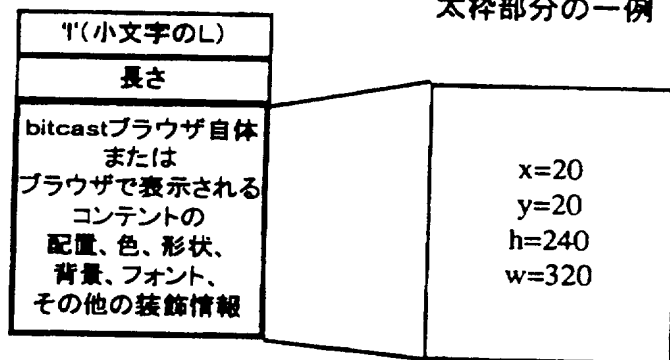 太枠部分の一例
'l'(小文字のL)
長さ
bitcastブラウザ自体
または
ブラウザで表示される
コンテントの
配置、色、形状、
背景、フォント、
その他の装飾情報
x=20
y=20
h=240
w=320